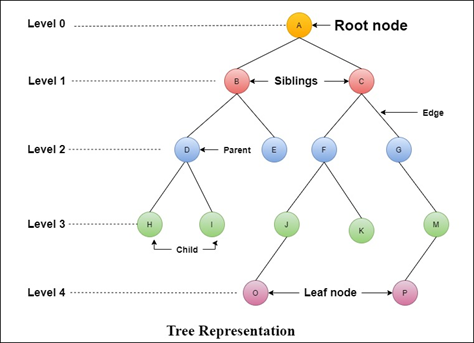 Level 0
A
Root node
Level 1
B
Siblings
C
Edge
Level 2
D
Parent
E
F
G
Level 3
H
I
J
K
M
Child
Level 4
O
Leaf node
P
Tree Representation